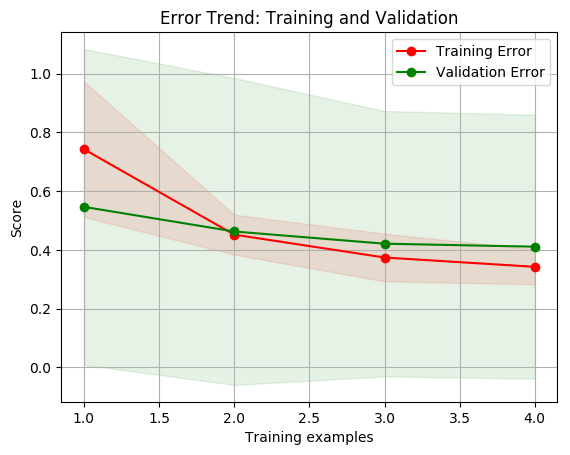 Error Trend: Training and Validation
Training Error
Validation Error
Score
1.0
0.8
0.6
0.4
0.2
0.0
1.0 1.5 2.0 2.5 3.0 3.5 4.0
Training examples